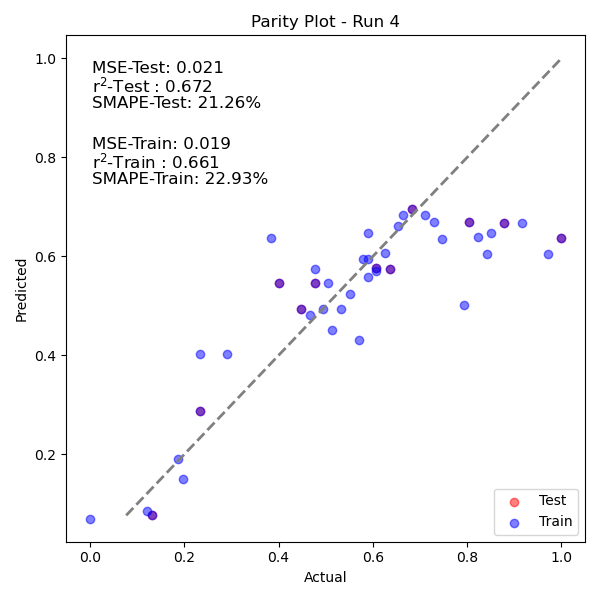 Parity Plot - Run 4
MSE-Test: 0.021
r²-Test : 0.672
SMAPE-Test: 21.26%
MSE-Train: 0.019
r²-Train : 0.661
SMAPE-Train: 22.93%
1.0
0.8
0.6
0.4
0.2
Predicted
Test
Train
0.0 0.2 0.4 0.6 0.8 1.0
Actual